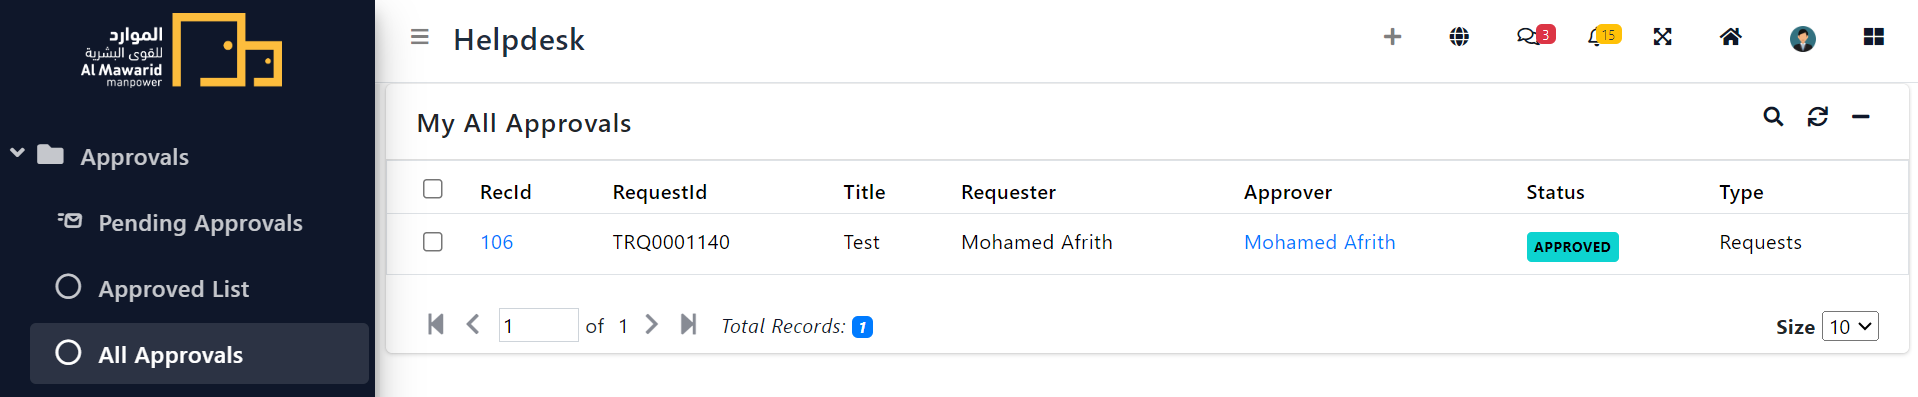 الموارد
للقوى البشرية
Al Mawarid
manpower
Approvals
Pending Approvals
Approved List
All Approvals
Helpdesk
3
15
My All Approvals
RecId RequestId Title Requester Approver Status Type
106 TRQ0001140 Test Mohamed Afrith Mohamed Afrith APPROVED Requests
1 of 1 Total Records: 1 Size 10